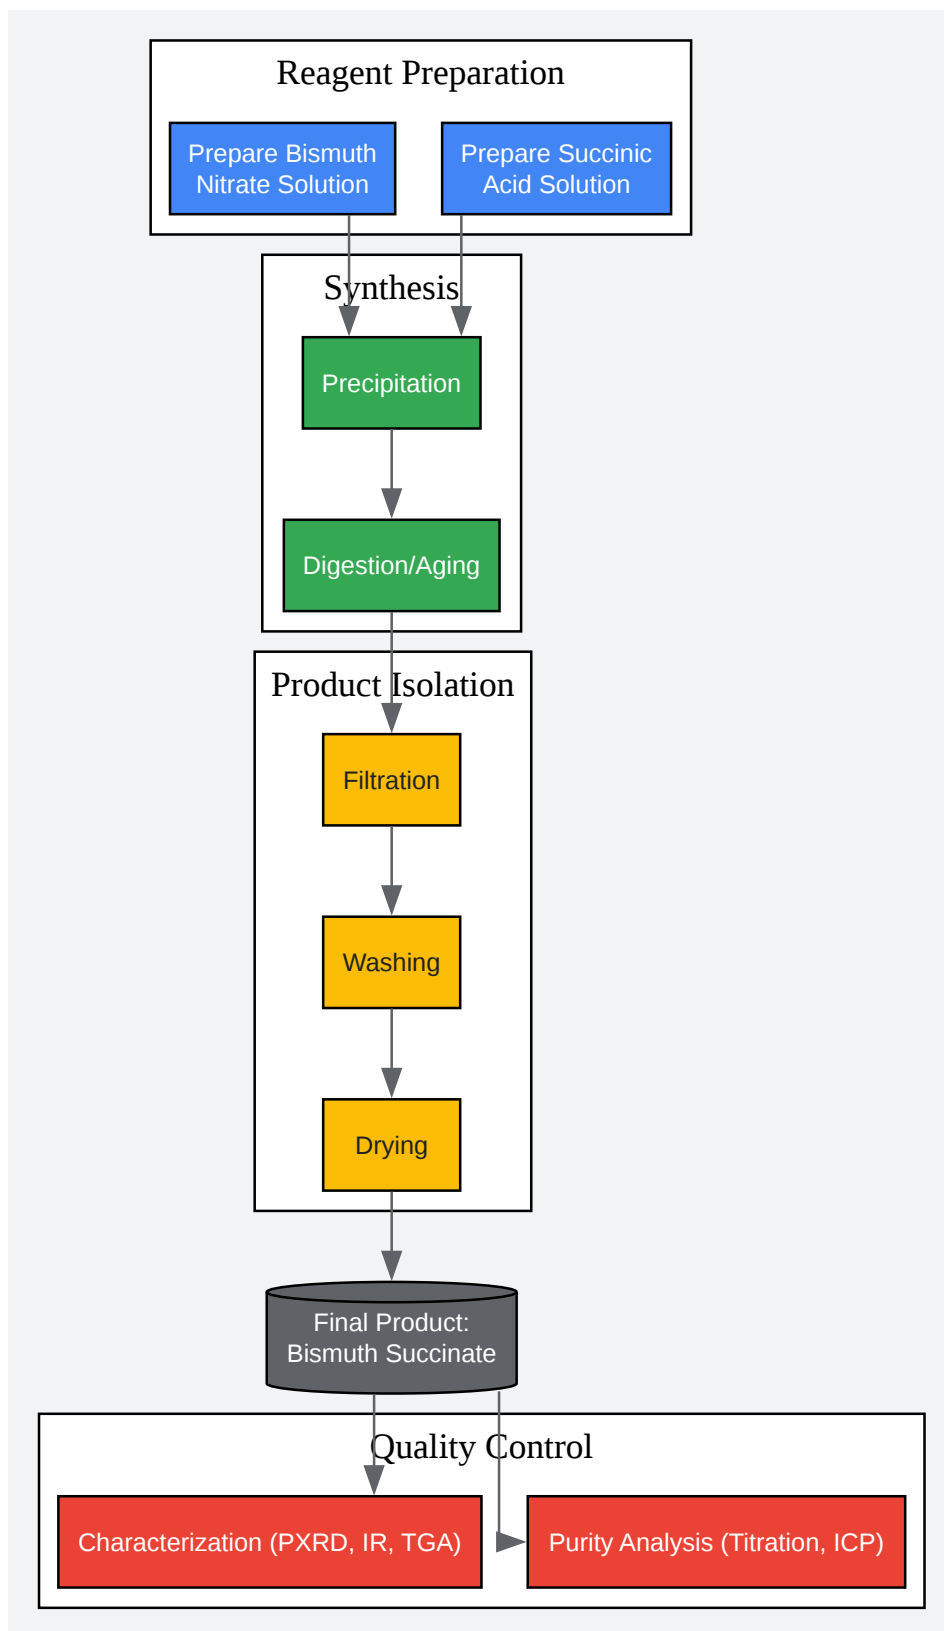 Reagent Preparation
Prepare Bismuth
Nitrate Solution
Prepare Succinic
Acid Solution
Synthesis
Precipitation
Digestion/Aging
Product Isolation
Filtration
Washing
Drying
Final Product:
Bismuth Succinate
Quality Control
Characterization (PXRD, IR, TGA)
Purity Analysis (Titration, ICP)